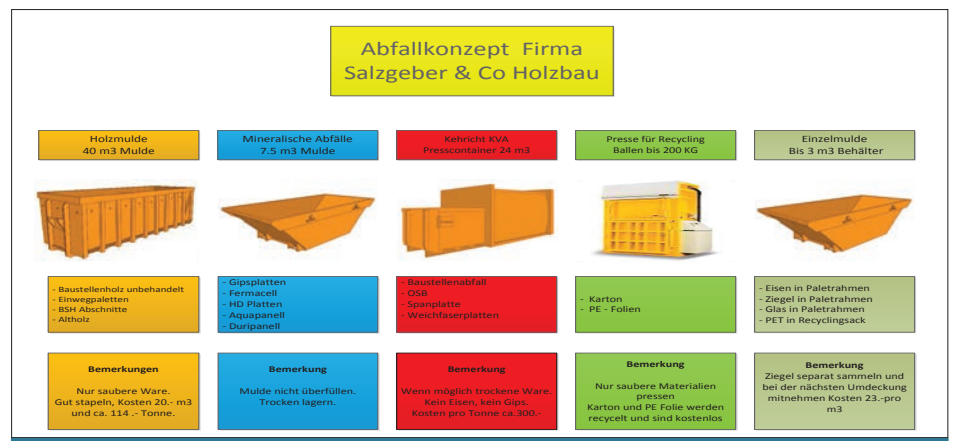 Abfallkonzept Firma
Salzgeber & Co Holzbau
Holzmulde
40 m3 Mulde
Mineralische Abfälle
7.5 m3 Mulde
Kehricht KVA
Presscontainer 24 m3
Presse für Recycling
Ballen bis 200 KG
Einzelmulde
Bis 3 m3 Behälter
- Baustellenholz unbehandelt
- Einwegpaletten
- BSH Abschnitte
- Altholz
- Gipsplatten
- Fermacell
- HD Platten
- Aquapanell
- Duripanell
- Baustellenabfall
- OSB
- Spanplatte
- Weichfaserplatten
- Karton
- PE - Folien
- Eisen in Paletrahmen
- Ziegel in Paletrahmen
- Glas in Paletrahmen
- PET in Recyclingsack
Bemerkungen
Nur saubere Ware.
Gut stapeln, Kosten 20.- m3
und ca. 114 .- Tonne.
Bemerkung
Mulde nicht überfüllen.
Trocken lagern.
Bemerkung
Wenn möglich trockene Ware.
Kein Eisen, kein Gips.
Kosten pro Tonne ca.300.-
Bemerkung
Nur saubere Materialien
pressen
Karton und PE Folie werden
recycelt und sind kostenlos
Bemerkung
Ziegel separat sammeln und
bei der nächsten Umdeckung
mitnehmen Kosten 23.-pro
m3